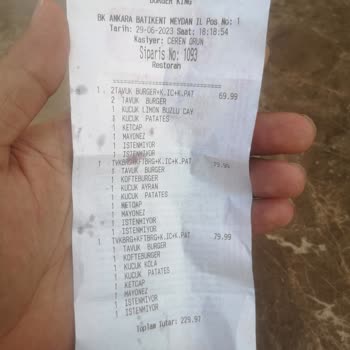 BURGER KING
BK ANKARA BATIKENT MEYDAN IL Pos No: 1
Tarih: 29-06-2023 Saat: 18:18:54
Kasiyer: CEREN ORUN
Siparis No: 1093
Restoran
1. 2TAVUK BURGER+K.IC+K.PAT 69.99
2 TAVUK BURGER
1 KUCUK LIMON BUZLU CAY
1 KUCUK PATATES
1 KETCAP
1 MAYONEZ
1 ISTENMIYOR
1 ISTENMIYOR
1 TVKBRG+KFTBRG+K.IC+K.PAT 79.99
1 TAVUK BURGER
1 KOFTEBURGER
1 KUCUK AYRAN
1 KUCUK PATATES
1 KETCAP
1 MAYONEZ
1 ISTENMIYOR
1 ISTENMIYOR
1 TVKBRG+KFTBRG+K.IC+K.PAT 79.99
1 TAVUK BURGER
1 KOFTEBURGER
1 KUCUK KOLA
1 KUCUK PATATES
1 KETCAP
1 MAYONEZ
1 ISTENMIYOR
1 ISTENMIYOR
Toplam Tutar: 229.97